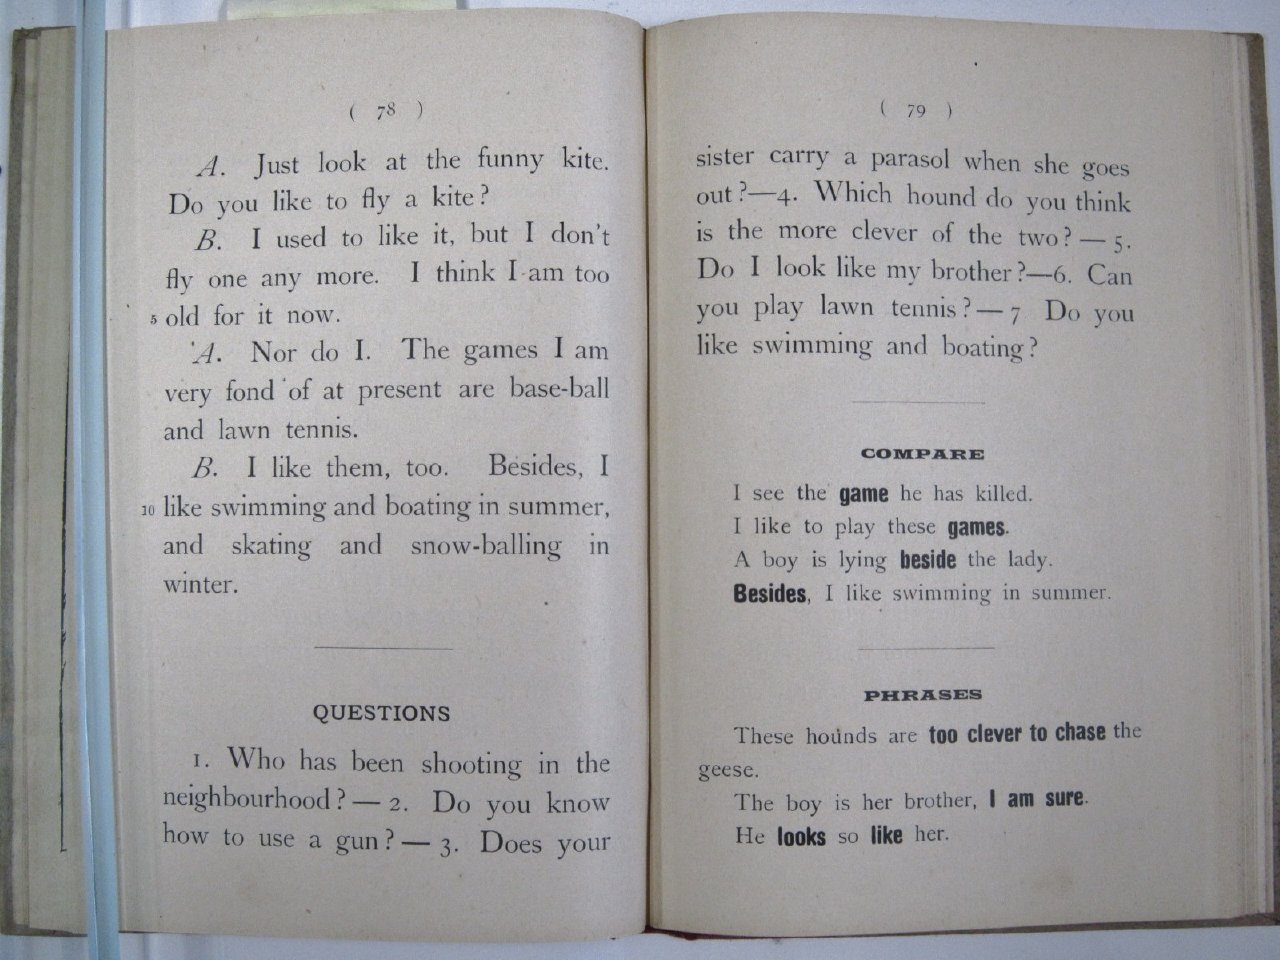 ( 78 )
A. Just look at the funny kite.
Do you like to fly a kite?
B. I used to like it, but I don't
fly one any more. I think I am too
5 old for it now.
A. Nor do I. The games I am
very fond of at present are base-ball
and lawn tennis.
B. I like them, too. Besides, I
10 like swimming and boating in summer,
and skating and snow-balling in
winter.
QUESTIONS
1. Who has been shooting in the
neighbourhood?—2. Do you know
how to use a gun?—3. Does your
( 79 )
sister carry a parasol when she goes
out?—4. Which hound do you think
is the more clever of the two?—5.
Do I look like my brother?—6. Can
you play lawn tennis?—7 Do you
like swimming and boating?
COMPARE
I see the game he has killed.
I like to play these games.
A boy is lying beside the lady.
Besides, I like swimming in summer.
PHRASES
These hounds are too clever to chase the
geese.
The boy is her brother, I am sure.
He looks so like her.